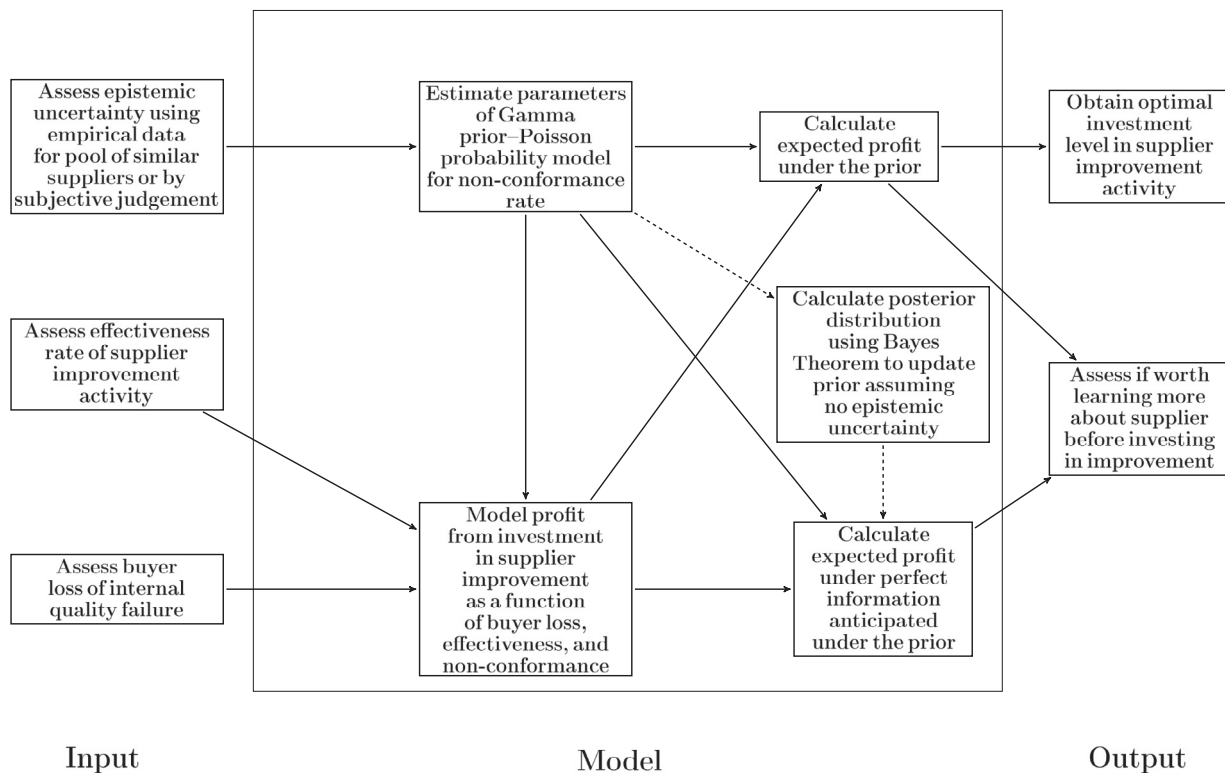 Assess epistemic
uncertainty using
empirical data
for pool of similar
suppliers or by
subjective judgement
Estimate parameters
of Gamma
prior–Poisson
probability model
for non-conformance
rate
Calculate
expected profit
under the prior
Obtain optimal
investment
level in supplier
improvement
activity
Assess effectiveness
rate of supplier
improvement
activity
Calculate posterior
distribution
using Bayes
Theorem to update
prior assuming
no epistemic
uncertainty
Assess if worth
learning more
about supplier
before investing
in improvement
Assess buyer
loss of internal
quality failure
Model profit
from investment
in supplier
improvement
as a function
of buyer loss,
effectiveness, and
non-conformance
Calculate
expected profit
under perfect
information
anticipated
under the prior
Input
Model
Output